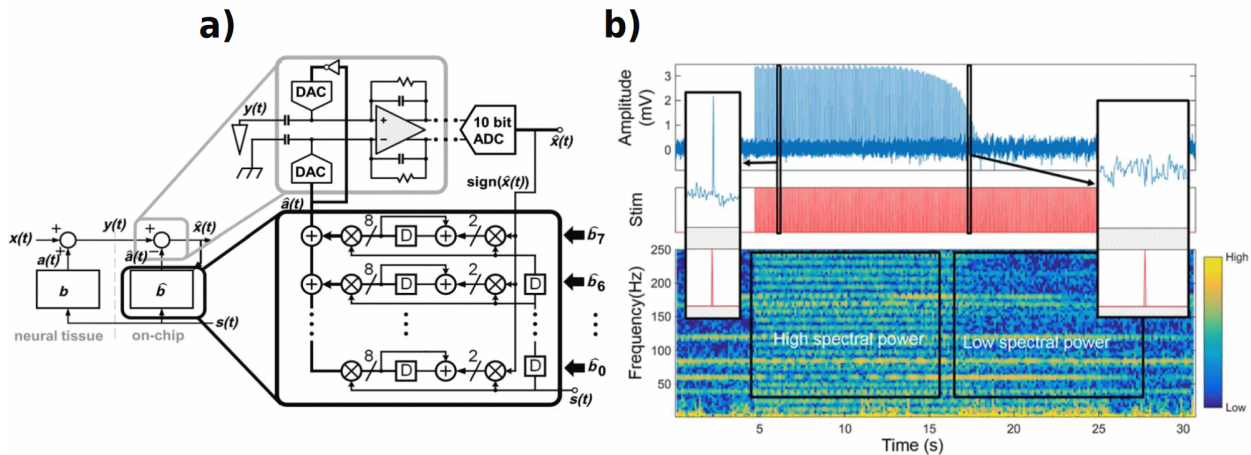 a)
DAC
y(t)
+
−
10 bit
ADC
x̂(t)
DAC
sign(x̂(t))
â(t)
x(t)
+
+
a(t)
y(t)
+
−
â(t)
x̂(t)
b
b̂
neural tissue
on-chip
s(t)
8
D
2
b̂7
8
D
2
D
b̂6
8
D
2
D
b̂0
s(t)
b)
Amplitude
(mV)
3
2
1
0
Stim
Frequency(Hz)
250
200
150
100
50
High spectral power
Low spectral power
High
Low
5
10
15
20
25
30
Time (s)